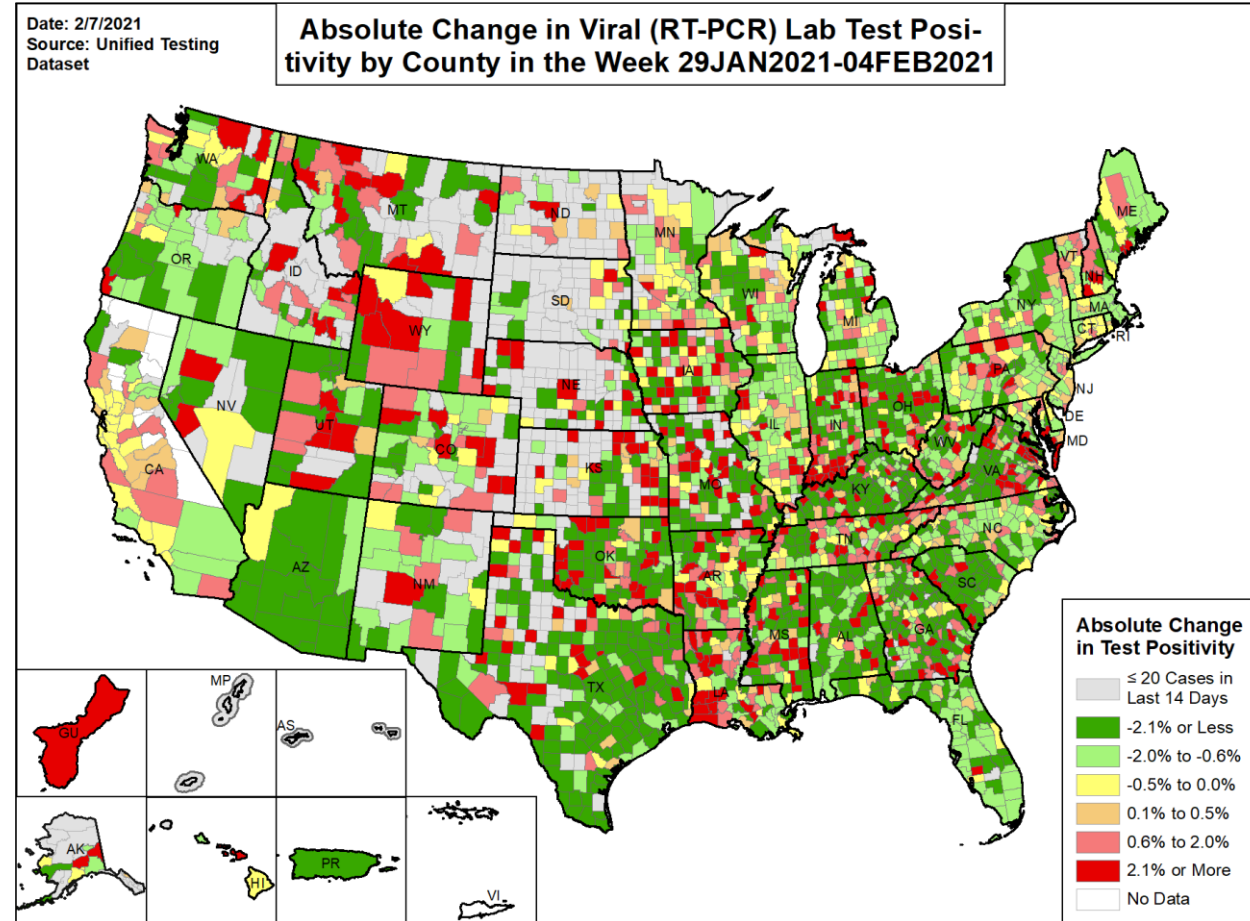 Date: 2/7/2021
Source: Unified Testing
Dataset
Absolute Change in Viral (RT-PCR) Lab Test Posi-
tivity by County in the Week 29JAN2021-04FEB2021
WA
MT
ND
MN
ME
OR
ID
SD
WI
VT
NH
NY
MA
CT
RI
WY
MI
IA
PA
NJ
NE
NV
UT
IL
IN
OH
DE
MD
CO
WV
CA
KS
MO
KY
VA
AZ
NM
OK
AR
TN
NC
SC
MS
AL
GA
TX
LA
FL
GU
MP
AS
AK
HI
PR
VI
Absolute Change
in Test Positivity
≤ 20 Cases in
Last 14 Days
-2.1% or Less
-2.0% to -0.6%
-0.5% to 0.0%
0.1% to 0.5%
0.6% to 2.0%
2.1% or More
No Data